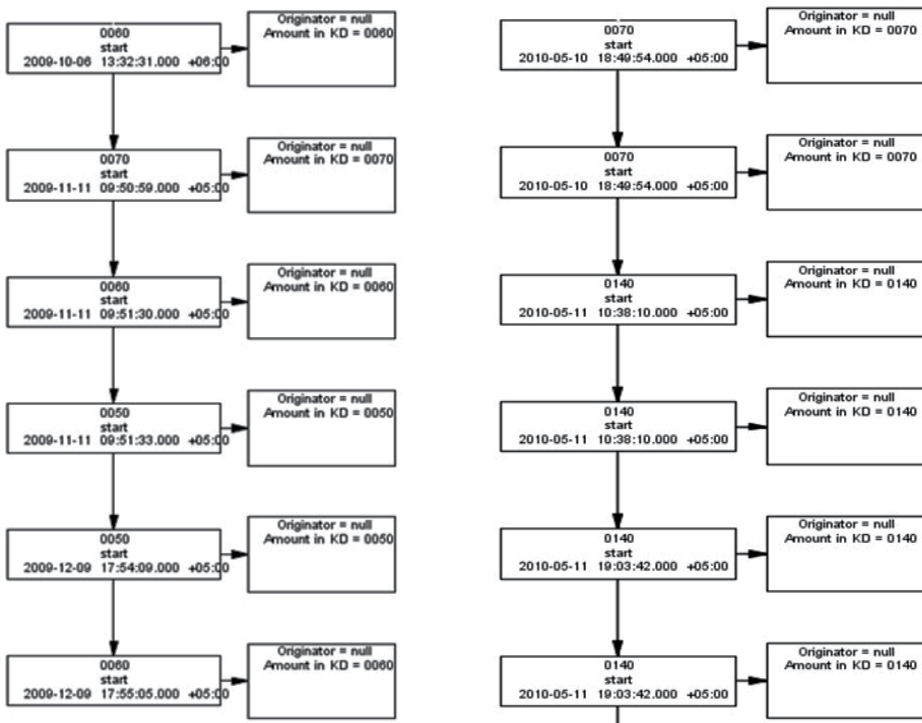 0060
start
2009-10-06 13:32:31.000 +06:00
Originator = null
Amount in KD = 0060
0070
start
2009-11-11 09:50:59.000 +05:00
Originator = null
Amount in KD = 0070
0060
start
2009-11-11 09:51:30.000 +05:00
Originator = null
Amount in KD = 0060
0050
start
2009-11-11 09:51:33.000 +05:00
Originator = null
Amount in KD = 0050
0050
start
2009-12-09 17:54:09.000 +05:00
Originator = null
Amount in KD = 0050
0060
start
2009-12-09 17:55:05.000 +05:00
Originator = null
Amount in KD = 0060
0070
start
2010-05-10 18:49:54.000 +05:00
Originator = null
Amount in KD = 0070
0070
start
2010-05-10 18:49:54.000 +05:00
Originator = null
Amount in KD = 0070
0140
start
2010-05-11 10:38:10.000 +05:00
Originator = null
Amount in KD = 0140
0140
start
2010-05-11 10:38:10.000 +05:00
Originator = null
Amount in KD = 0140
0140
start
2010-05-11 19:03:42.000 +05:00
Originator = null
Amount in KD = 0140
0140
start
2010-05-11 19:03:42.000 +05:00
Originator = null
Amount in KD = 0140